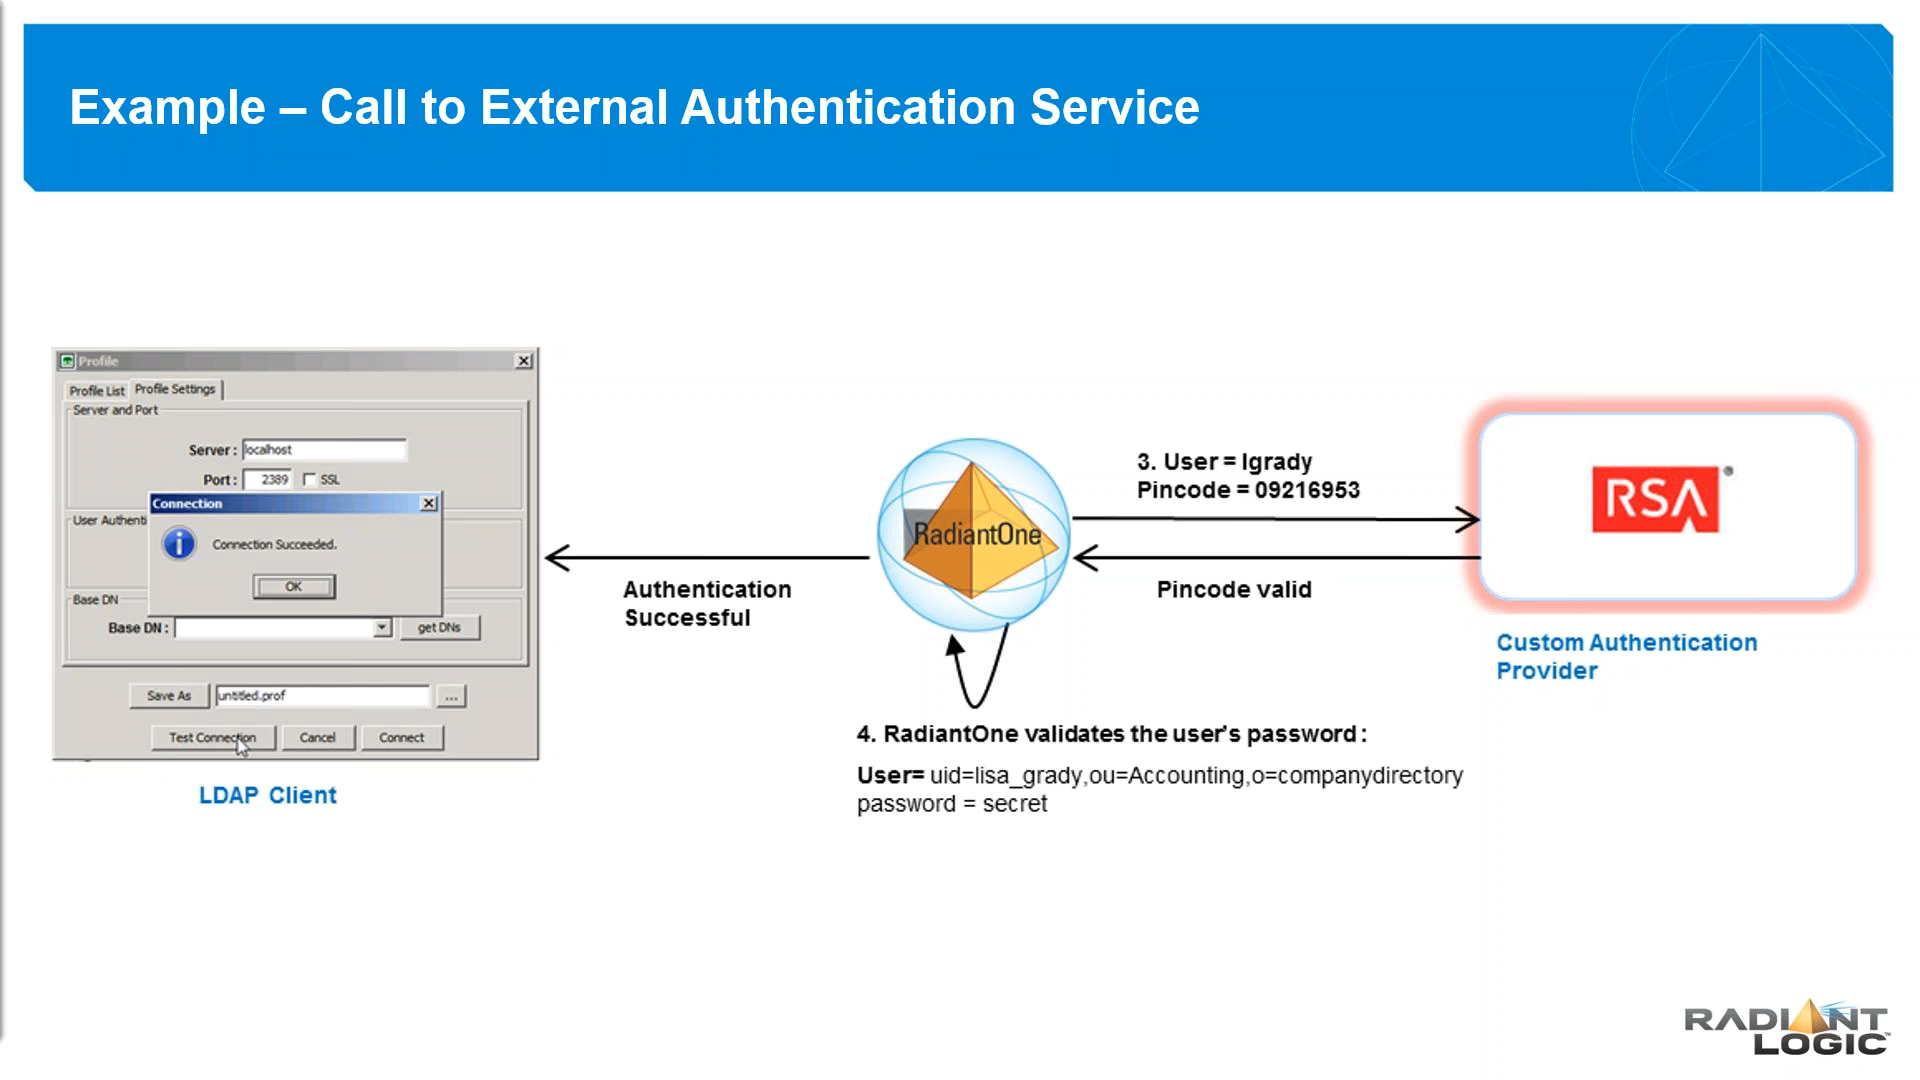 Example – Call to External Authentication Service
Profile
Profile List
Profile Settings
Server and Port
Server :
localhost
Port :
2389
SSL
Connection
User Authenti
Connection Succeeded.
OK
Base DN
Base DN :
get DNs
Save As
untitled.prof
...
Test Connection
Cancel
Connect
LDAP Client
Authentication
Successful
RadiantOne
3. User = lgrady
Pincode = 09216953
Pincode valid
RSA
Custom Authentication
Provider
4. RadiantOne validates the user's password :
User= uid=lisa_grady,ou=Accounting,o=companydirectory
password = secret
RADIANT
LOGIC